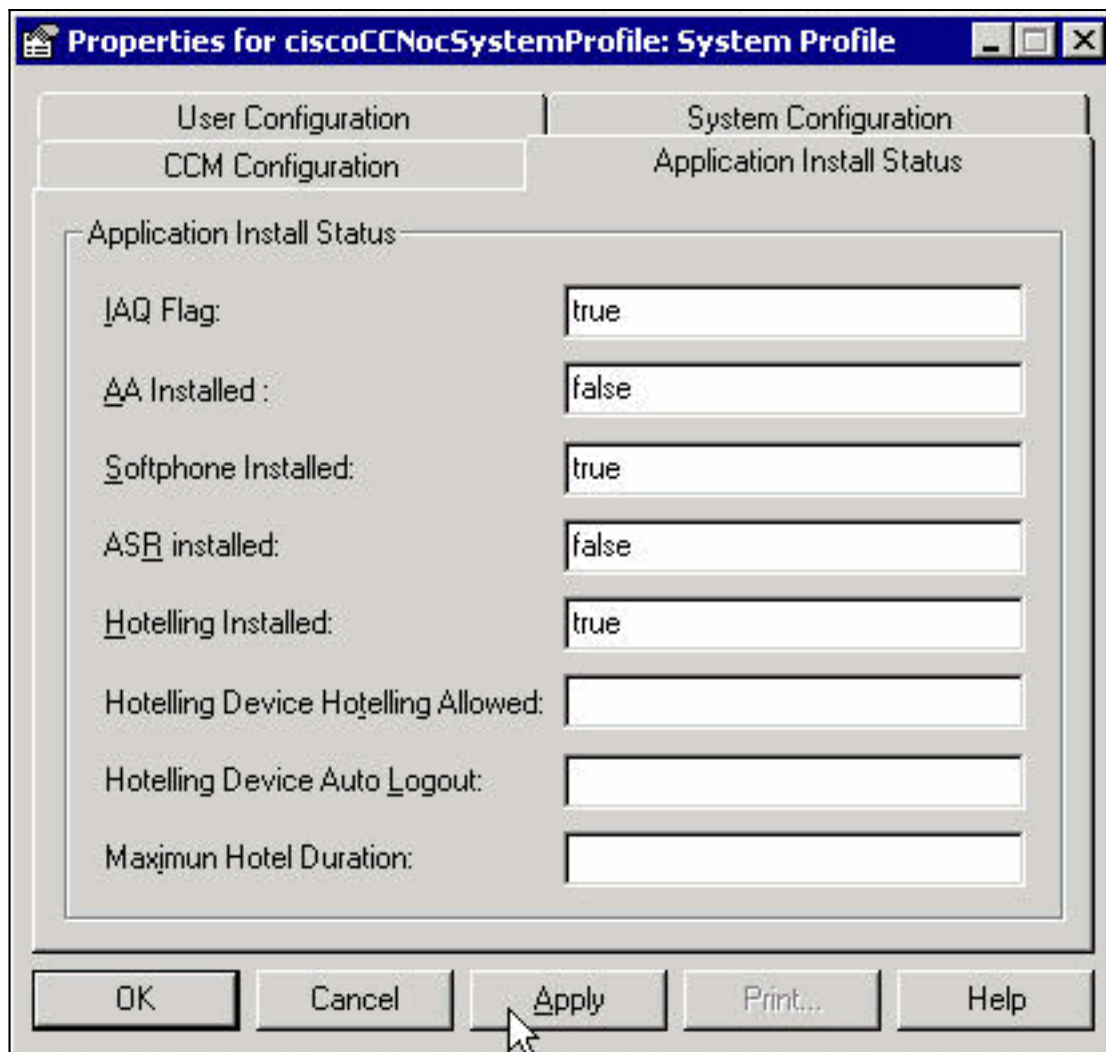 Properties for ciscoCCNocSystemProfile: System Profile
User Configuration
System Configuration
CCM Configuration
Application Install Status
Application Install Status
IAQ Flag:
true
AA Installed :
false
Softphone Installed:
true
ASR installed:
false
Hotelling Installed:
true
Hotelling Device Hotelling Allowed:
Hotelling Device Auto Logout:
Maximun Hotel Duration:
OK
Cancel
Apply
Print...
Help